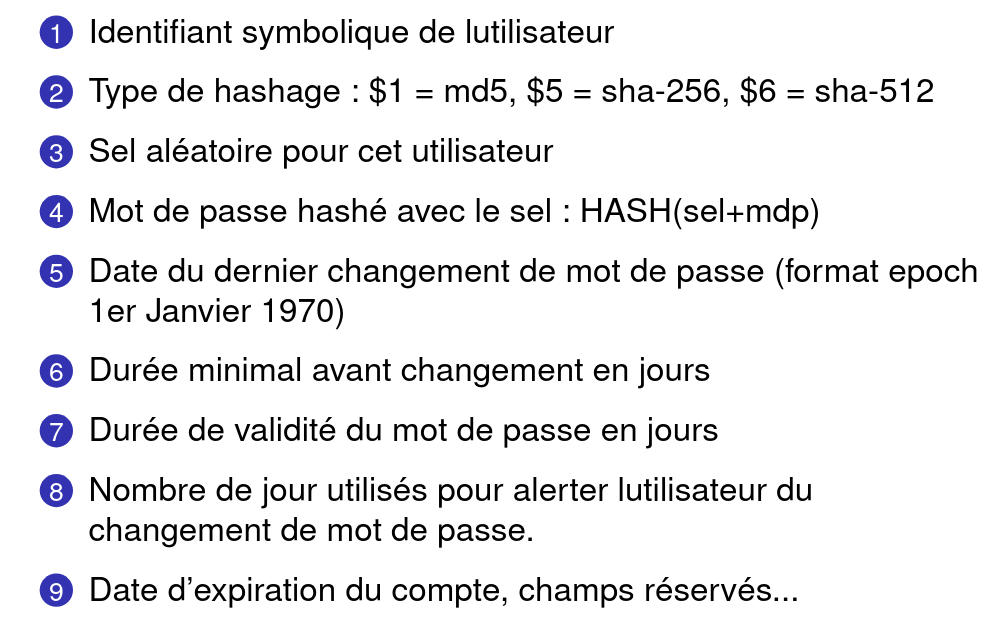 1 Identifiant symbolique de lutilisateur
2 Type de hashage : $1 = md5, $5 = sha-256, $6 = sha-512
3 Sel aléatoire pour cet utilisateur
4 Mot de passe hashé avec le sel : HASH(sel+mdp)
5 Date du dernier changement de mot de passe (format epoch
1er Janvier 1970)
6 Durée minimal avant changement en jours
7 Durée de validité du mot de passe en jours
8 Nombre de jour utilisés pour alerter lutilisateur du
changement de mot de passe.
9 Date d’expiration du compte, champs réservés...